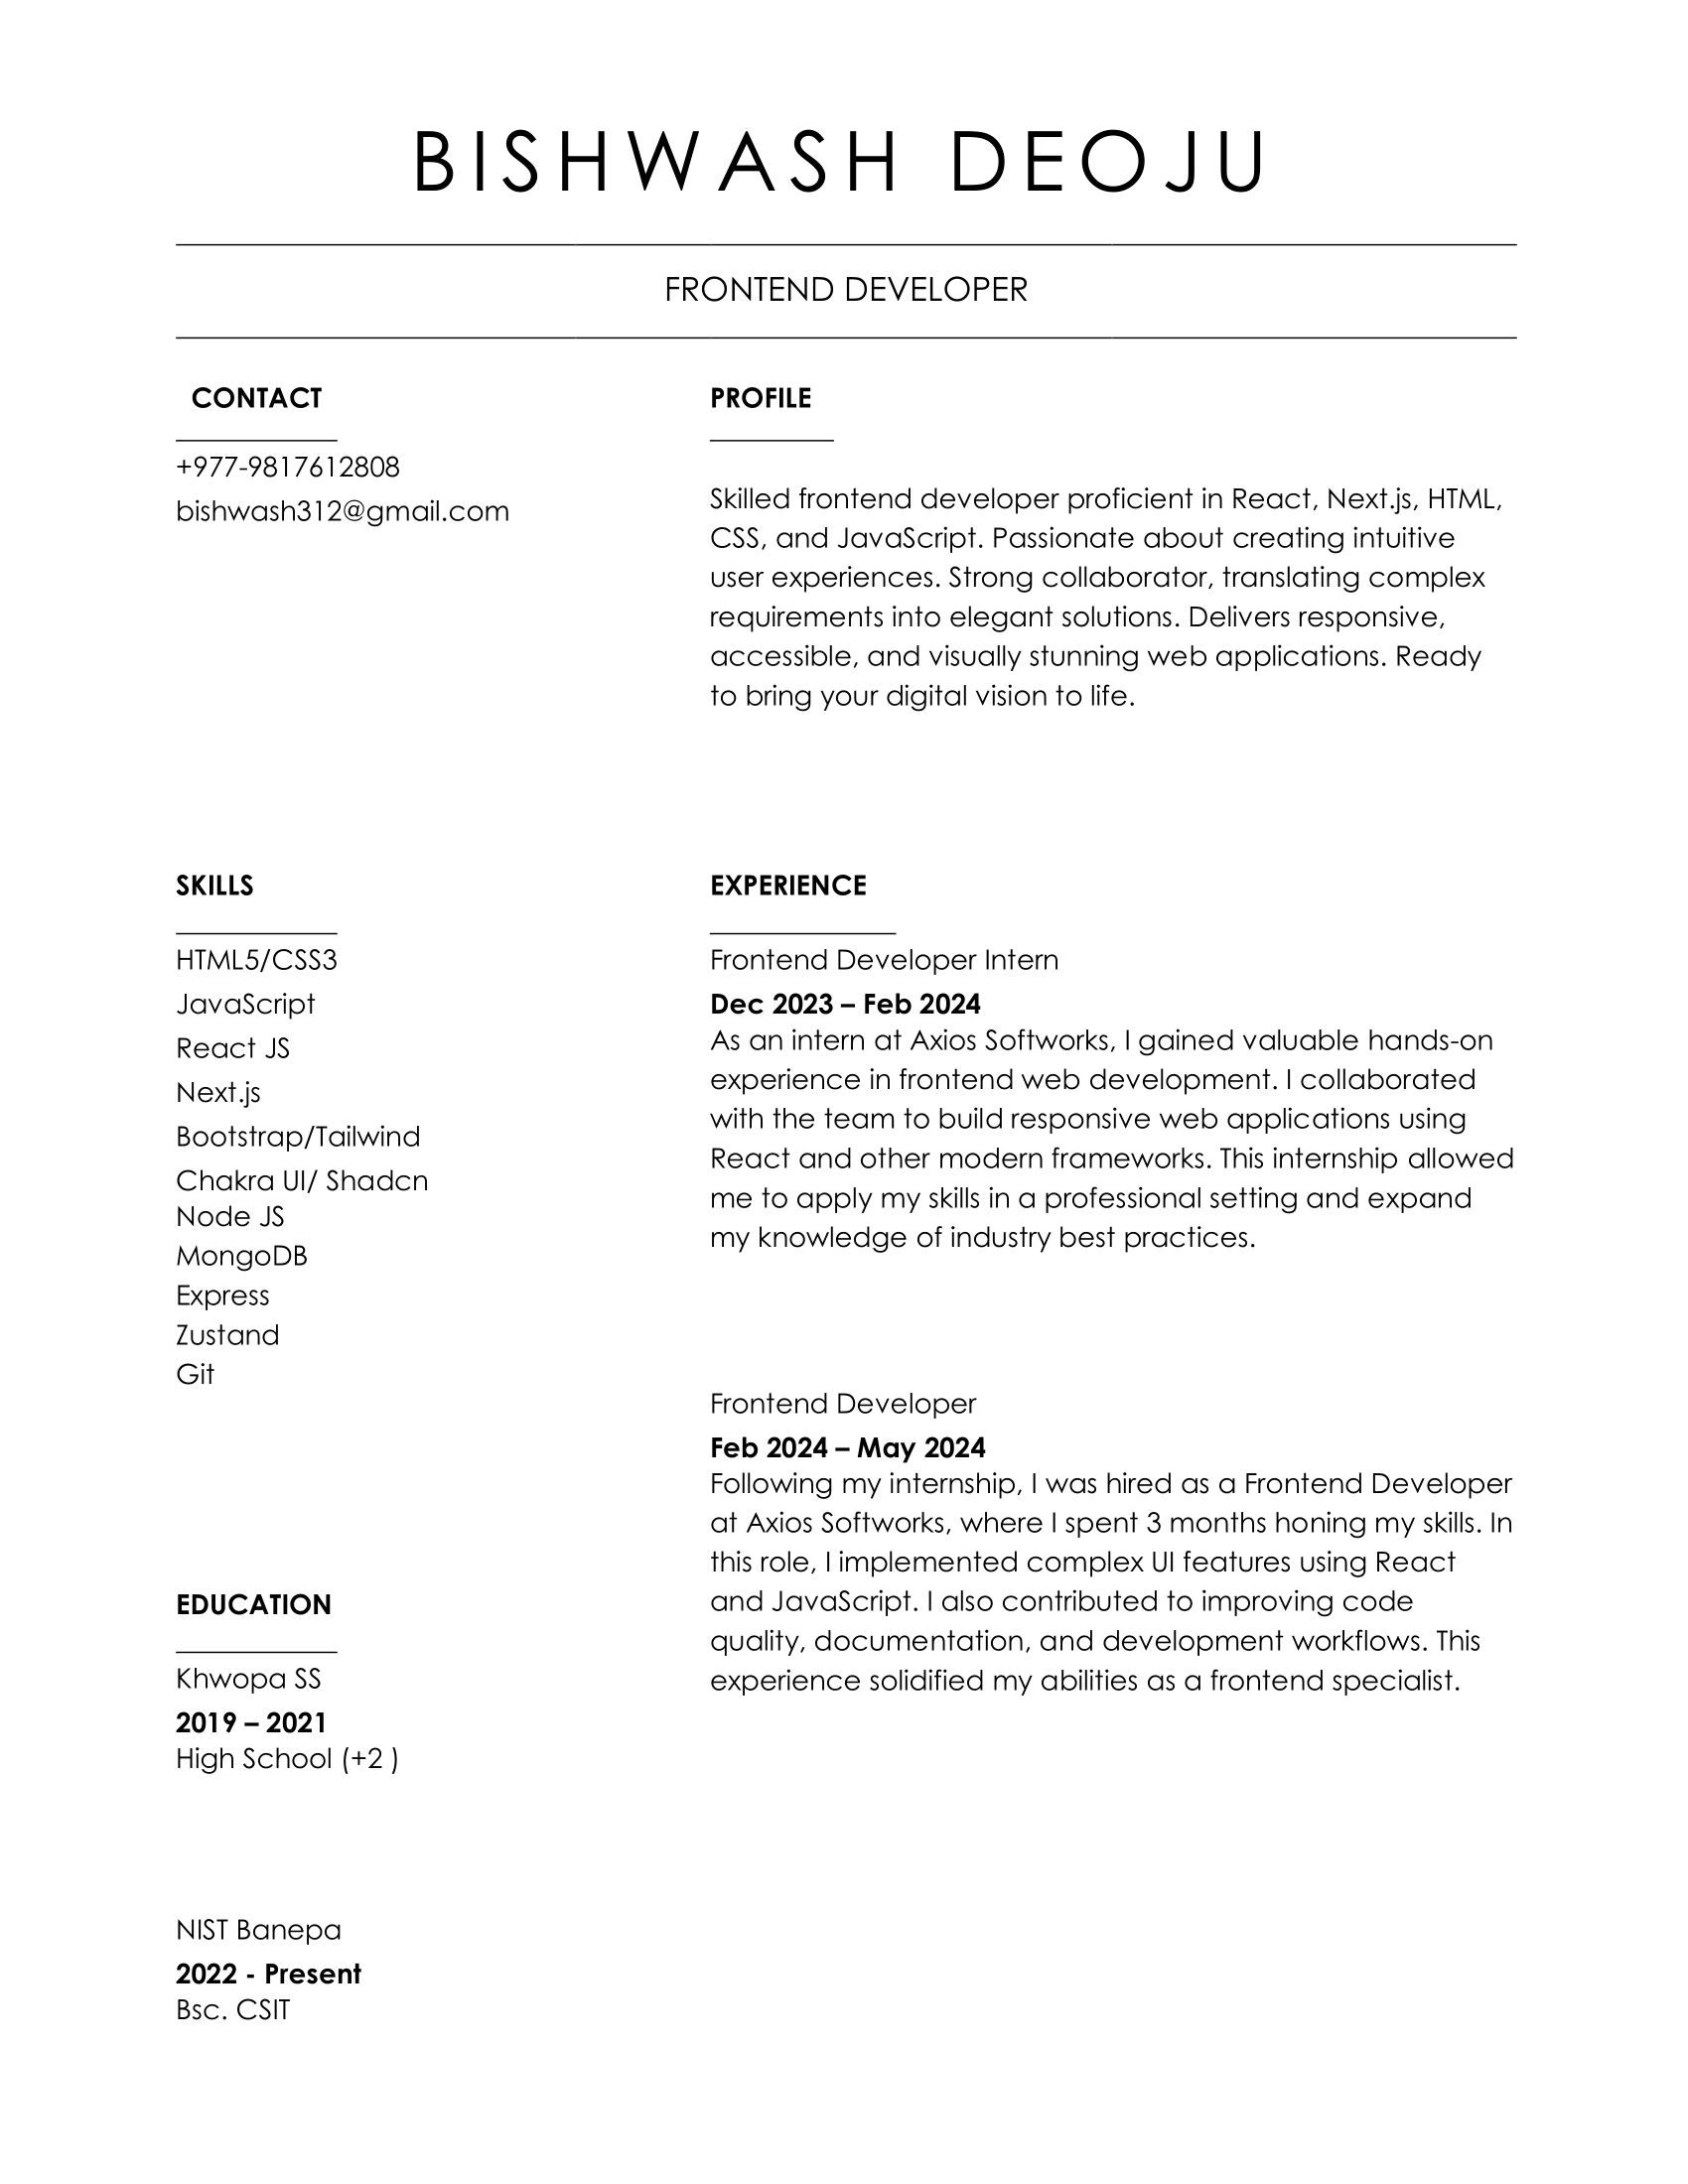 BISHWASH DEOJU
FRONTEND DEVELOPER
CONTACT
+977-9817612808
bishwash312@gmail.com
PROFILE
Skilled frontend developer proficient in React, Next.js, HTML,
CSS, and JavaScript. Passionate about creating intuitive
user experiences. Strong collaborator, translating complex
requirements into elegant solutions. Delivers responsive,
accessible, and visually stunning web applications. Ready
to bring your digital vision to life.
SKILLS
HTML5/CSS3
JavaScript
React JS
Next.js
Bootstrap/Tailwind
Chakra UI/ Shadcn
Node JS
MongoDB
Express
Zustand
Git
EXPERIENCE
Frontend Developer Intern
Dec 2023 – Feb 2024
As an intern at Axios Softworks, I gained valuable hands-on
experience in frontend web development. I collaborated
with the team to build responsive web applications using
React and other modern frameworks. This internship allowed
me to apply my skills in a professional setting and expand
my knowledge of industry best practices.
Frontend Developer
Feb 2024 – May 2024
Following my internship, I was hired as a Frontend Developer
at Axios Softworks, where I spent 3 months honing my skills. In
this role, I implemented complex UI features using React
and JavaScript. I also contributed to improving code
quality, documentation, and development workflows. This
experience solidified my abilities as a frontend specialist.
EDUCATION
Khwopa SS
2019 – 2021
High School (+2 )
NIST Banepa
2022 - Present
Bsc. CSIT